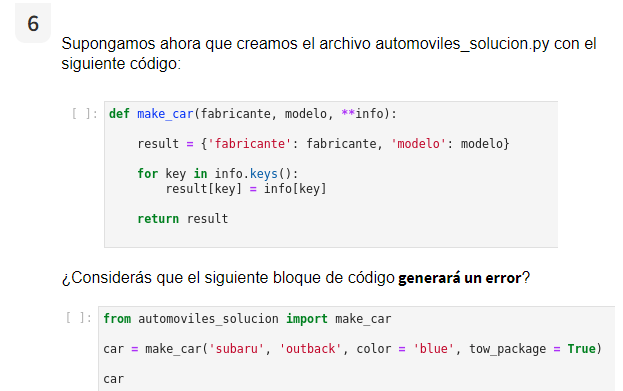 6
Supongamos ahora que creamos el archivo automoviles_solucion.py con el
siguiente código:
[ ]: def make_car(fabricante, modelo, **info):
result = {'fabricante': fabricante, 'modelo': modelo}
for key in info.keys():
result[key] = info[key]
return result
¿Considerás que el siguiente bloque de código generará un error?
[ ]: from automoviles_solucion import make_car
car = make_car('subaru', 'outback', color = 'blue', tow_package = True)
car